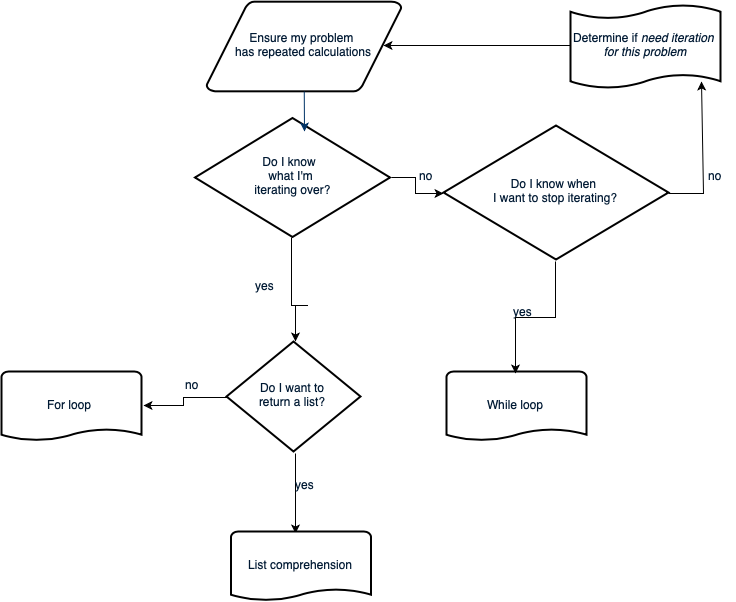 Ensure my problem
has repeated calculations
Determine if need iteration
for this problem
Do I know
what I'm
iterating over?
no
Do I know when
I want to stop iterating?
no
yes
yes
Do I want to
return a list?
no
For loop
While loop
yes
List comprehension